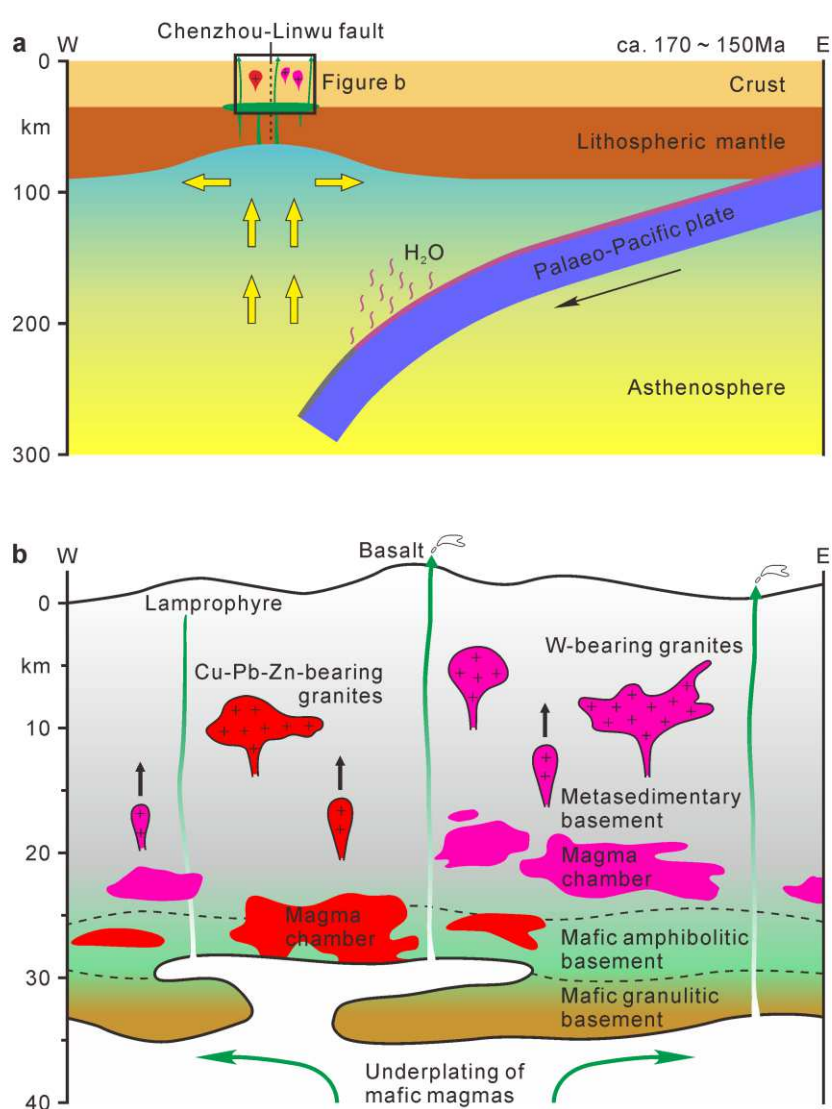 a
W
Chenzhou-Linwu fault
ca. 170 ~ 150Ma
E
0
Figure b
Crust
km
Lithospheric mantle
100
H₂O
Palaeo-Pacific plate
200
Asthenosphere
300
b
W
Basalt
E
0
Lamprophyre
km
Cu-Pb-Zn-bearing
granites
W-bearing granites
10
Metasedimentary
basement
20
Magma
chamber
Magma
chamber
Mafic amphibolitic
basement
30
Mafic granulitic
basement
Underplating of
mafic magmas
40